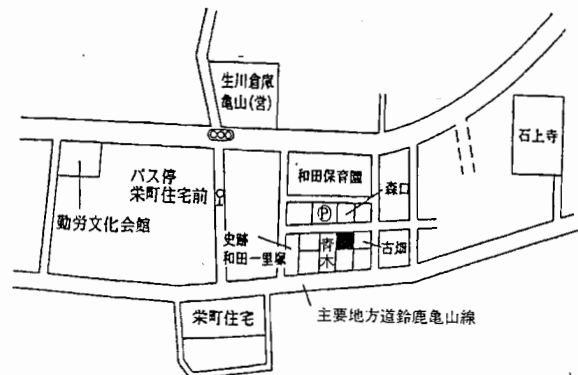 生川倉庫
亀山(営)
石上寺
和田保育園
森口
バス停
栄町住宅前
勤労文化会館
P
史跡
和田一里塚
青木
古畑
主要地方道鈴鹿亀山線
栄町住宅